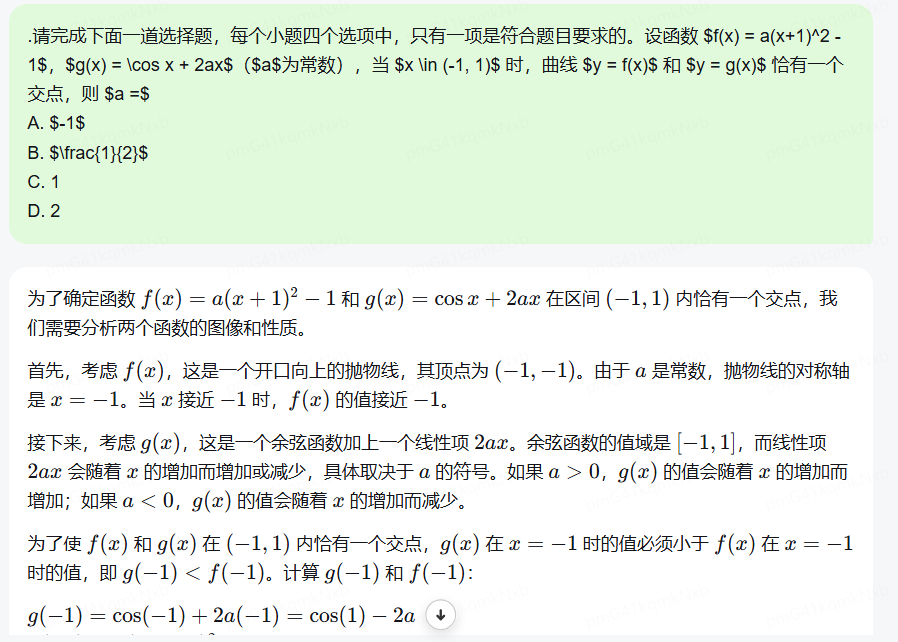 .请完成下面一道选择题，每个小题四个选项中，只有一项是符合题目要求的。设函数 $f(x) = a(x+1)^2 -
1$，$g(x) = \cos x + 2ax$（$a$为常数），当 $x \in (-1, 1)$ 时，曲线 $y = f(x)$ 和 $y = g(x)$ 恰有一个
交点，则 $a =$
A. $-1$
B. $\frac{1}{2}$
C. 1
D. 2
为了确定函数 f(x) = a(x + 1)² − 1 和 g(x) = cos x + 2ax 在区间 (−1, 1) 内恰有一个交点，我
们需要分析两个函数的图像和性质。
首先，考虑 f(x)，这是一个开口向上的抛物线，其顶点为 (−1, −1)。由于 a 是常数，抛物线的对称轴
是 x = −1。当 x 接近 −1 时，f(x) 的值接近 −1。
接下来，考虑 g(x)，这是一个余弦函数加上一个线性项 2ax。余弦函数的值域是 [−1, 1]，而线性项
2ax 会随着 x 的增加而增加或减少，具体取决于 a 的符号。如果 a > 0，g(x) 的值会随着 x 的增加而
增加；如果 a < 0，g(x) 的值会随着 x 的增加而减少。
为了使 f(x) 和 g(x) 在 (−1, 1) 内恰有一个交点，g(x) 在 x = −1 时的值必须小于 f(x) 在 x = −1
时的值，即 g(−1) < f(−1)。计算 g(−1) 和 f(−1)：
g(−1) = cos(−1) + 2a(−1) = cos(1) − 2a